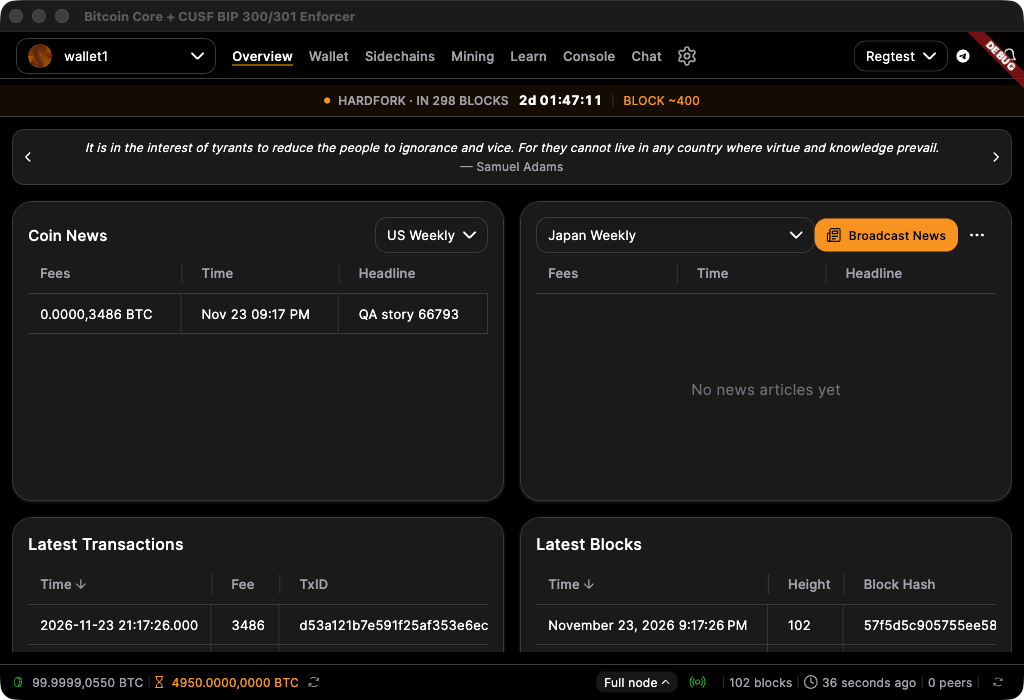 Bitcoin Core + CUSF BIP 300/301 Enforcer
wallet1
Overview Wallet Sidechains Mining Learn Console Chat
Regtest
DEBUG
HARDFORK · IN 298 BLOCKS 2d 01:47:11 BLOCK ~400
It is in the interest of tyrants to reduce the people to ignorance and vice. For they cannot live in any country where virtue and knowledge prevail.
— Samuel Adams
Coin News
US Weekly
Fees Time Headline
0.0000,3486 BTC Nov 23 09:17 PM QA story 66793
Japan Weekly
Broadcast News
Fees Time Headline
No news articles yet
Latest Transactions
Time Fee TxID
2026-11-23 21:17:26.000 3486 d53a121b7e591f25af353e6ec
Latest Blocks
Time Height Block Hash
November 23, 2026 9:17:26 PM 102 57f5d5c905755ee58
99.9999,0550 BTC 4950.0000,0000 BTC
Full node
102 blocks 36 seconds ago 0 peers